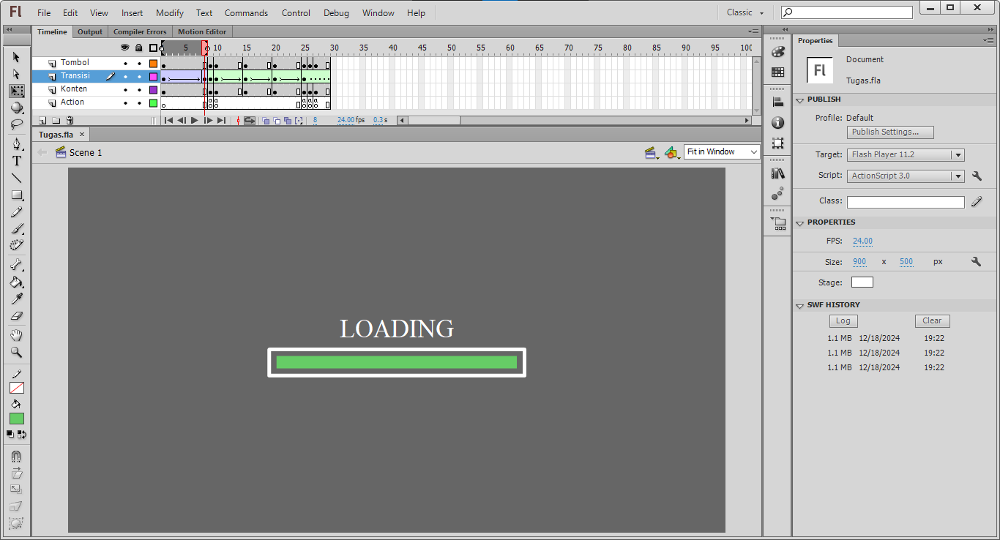 Fl File Edit View Insert Modify Text Commands Control Debug Window Help Classic
Timeline Output Compiler Errors Motion Editor
5 10 15 20 25 30 35 40 45 50 55 60 65 70 75 80 85 90 95 100
Tombol
Transisi
Konten
Action
8 24.00 fps 0.3 s
Tugas.fla ×
Scene 1 Fit in Window
LOADING
Properties
Fl
Document
Tugas.fla
PUBLISH
Profile: Default
Publish Settings...
Target: Flash Player 11.2
Script: ActionScript 3.0
Class:
PROPERTIES
FPS: 24.00
Size: 900 x 500 px
Stage:
SWF HISTORY
Log Clear
1.1 MB 12/18/2024 19:22
1.1 MB 12/18/2024 19:22
1.1 MB 12/18/2024 19:22